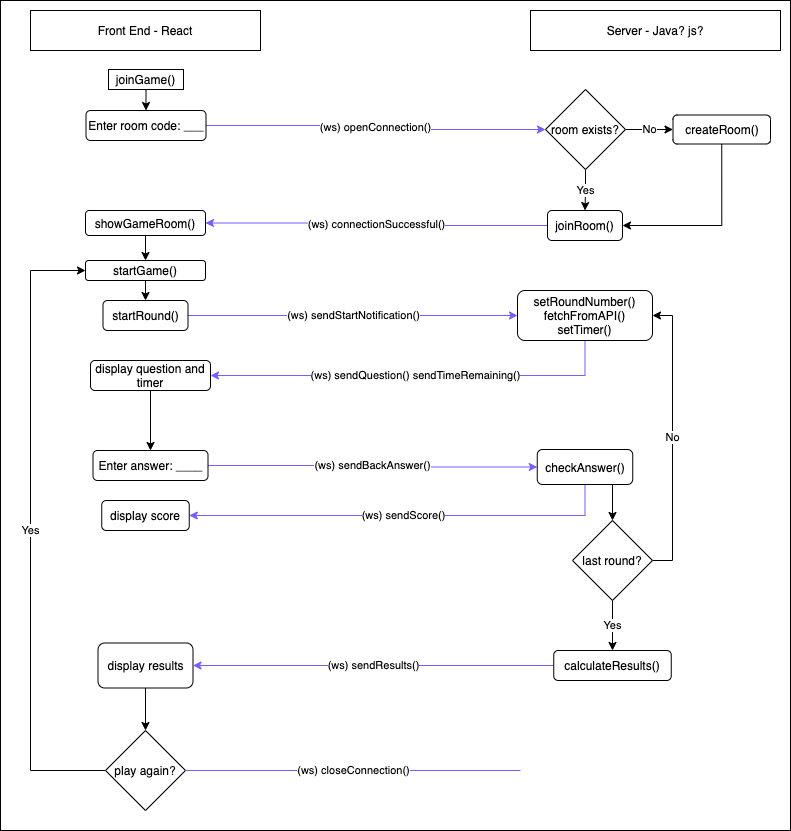 Front End - React
Server - Java? js?
joinGame()
Enter room code: ___
(ws) openConnection()
room exists?
No
createRoom()
Yes
showGameRoom()
(ws) connectionSuccessful()
joinRoom()
startGame()
startRound()
(ws) sendStartNotification()
setRoundNumber()
fetchFromAPI()
setTimer()
display question and
timer
(ws) sendQuestion() sendTimeRemaining()
No
Enter answer: ____
(ws) sendBackAnswer()
checkAnswer()
display score
(ws) sendScore()
Yes
last round?
Yes
display results
(ws) sendResults()
calculateResults()
play again?
(ws) closeConnection()